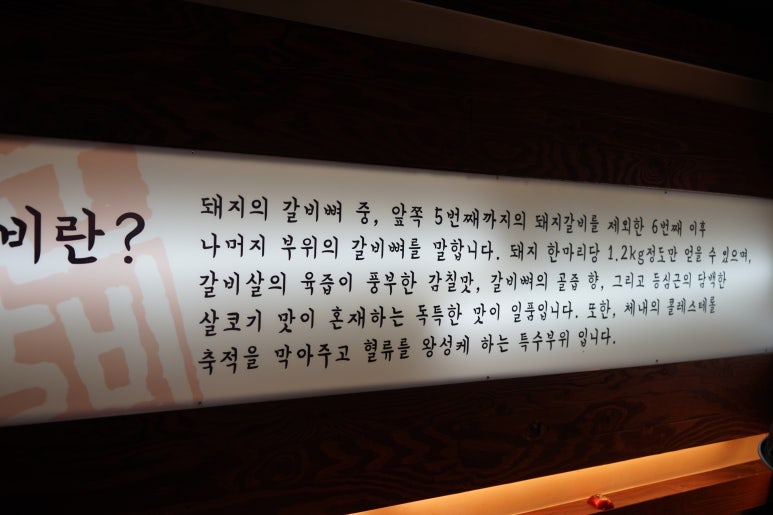 비란?
돼지의 갈비뼈 중, 앞쪽 5번째까지의 돼지갈비를 제외한 6번째 이후
나머지 부위의 갈비뼈를 말합니다. 돼지 한마리당 1.2kg정도만 얻을 수 있으며,
갈비살의 육즙이 풍부한 감칠맛, 갈비뼈의 골즙 향, 그리고 등심근의 담백한
살코기 맛이 혼재하는 독특한 맛이 일품입니다. 또한, 체내의 콜레스테롤
축적을 막아주고 혈류를 왕성케 하는 특수부위 입니다.